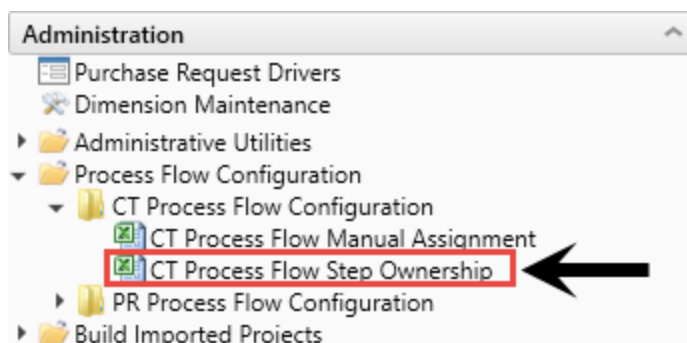 Administration
Purchase Request Drivers
Dimension Maintenance
Administrative Utilities
Process Flow Configuration
CT Process Flow Configuration
CT Process Flow Manual Assignment
CT Process Flow Step Ownership
PR Process Flow Configuration
Build Imported Projects